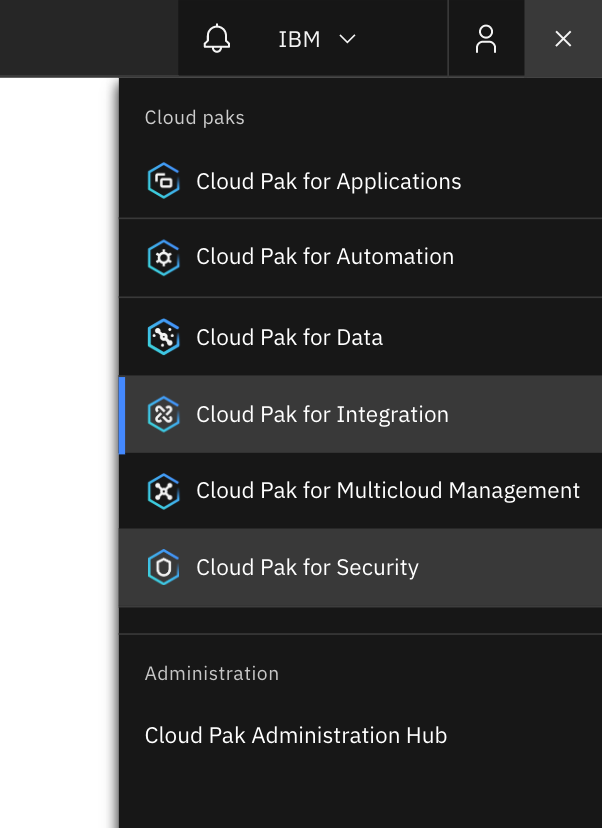 IBM
Cloud paks
Cloud Pak for Applications
Cloud Pak for Automation
Cloud Pak for Data
Cloud Pak for Integration
Cloud Pak for Multicloud Management
Cloud Pak for Security
Administration
Cloud Pak Administration Hub